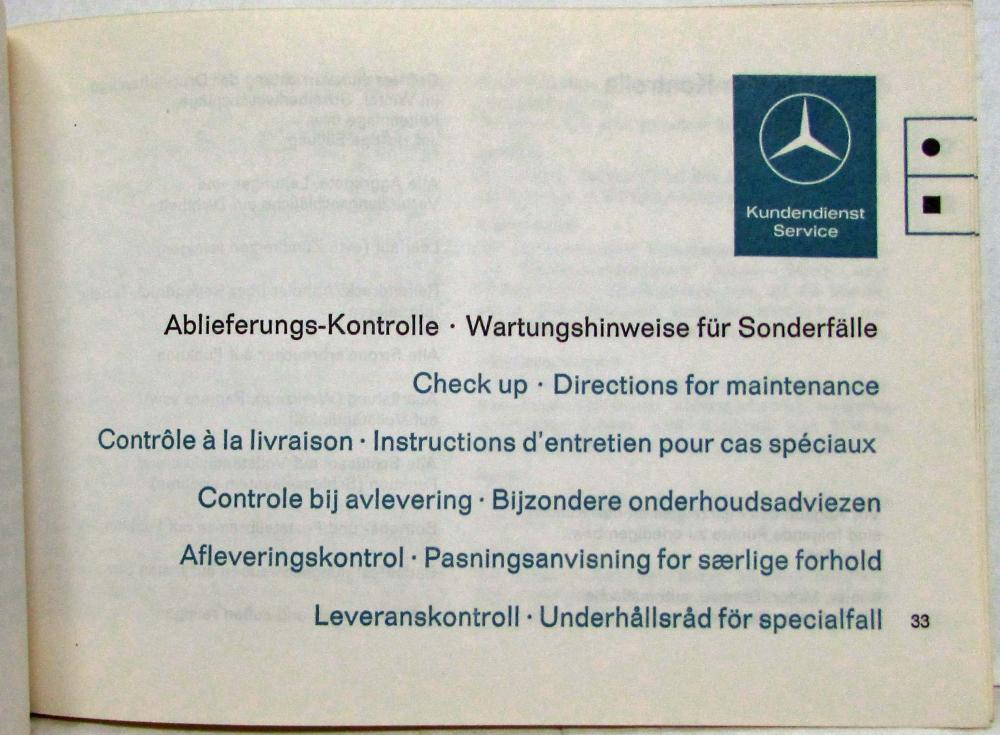 Kundendienst
Service
Ablieferungs-Kontrolle · Wartungshinweise für Sonderfälle
Check up · Directions for maintenance
Contrôle à la livraison · Instructions d'entretien pour cas spéciaux
Controle bij avlevering · Bijzondere onderhoudsadviezen
Afleveringskontrol · Pasningsanvisning for særlige forhold
Leveranskontroll · Underhållsråd för specialfall 33